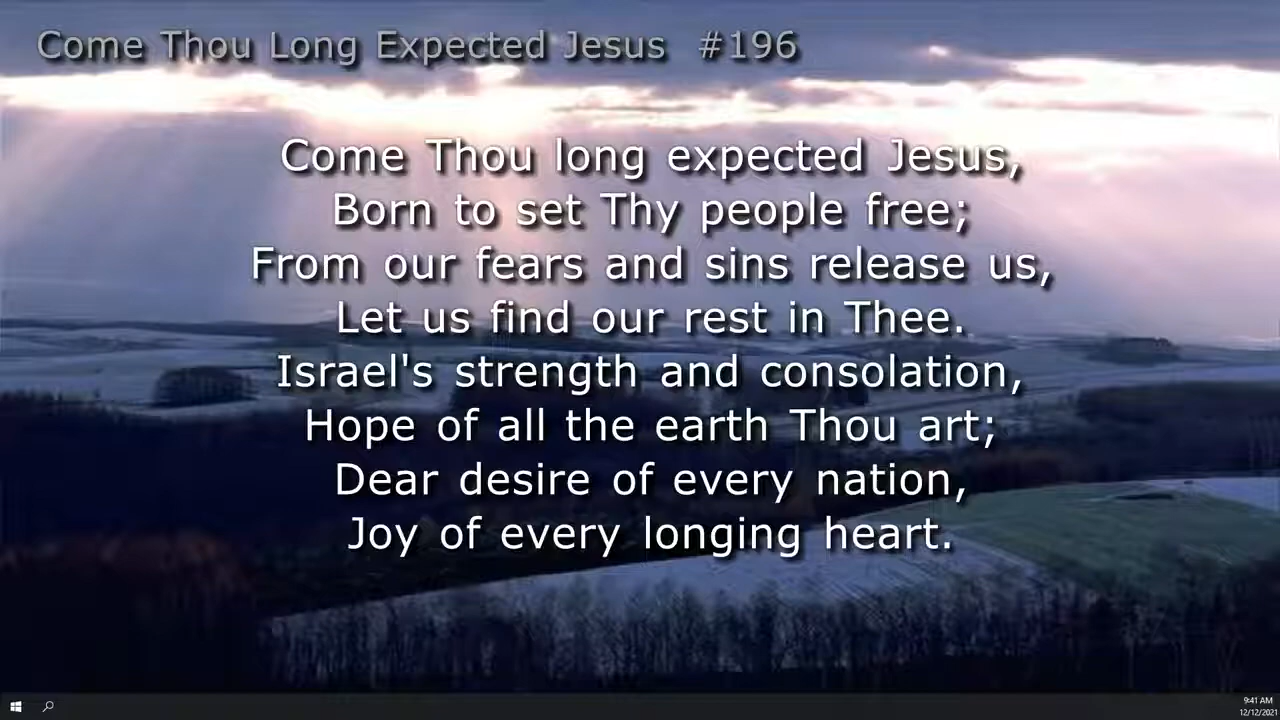 Come Thou Long Expected Jesus #196
Come Thou long expected Jesus,
Born to set Thy people free;
From our fears and sins release us,
Let us find our rest in Thee.
Israel's strength and consolation,
Hope of all the earth Thou art;
Dear desire of every nation,
Joy of every longing heart.
9:41 AM
12/12/2021